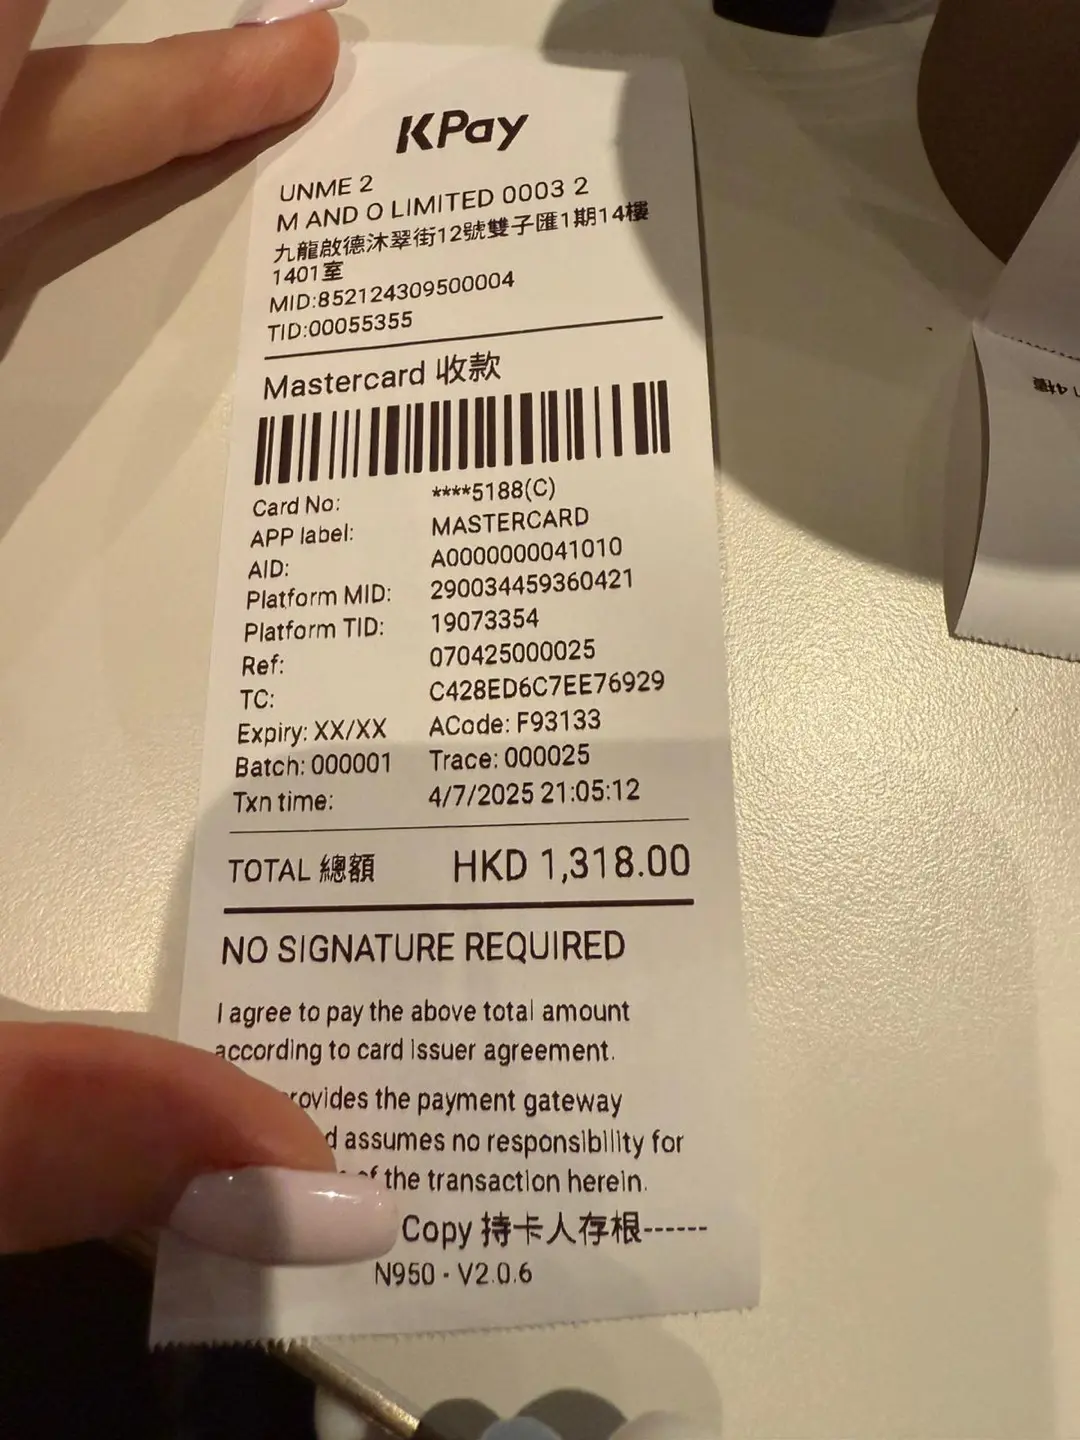 KPay
UNME 2
M AND O LIMITED 0003 2
九龍啟德沐翠街12號雙子匯1期14樓
1401室
MID:852124309500004
TID:00055355
Mastercard 收款
Card No: ****5188(C)
APP label: MASTERCARD
AID: A0000000041010
Platform MID: 290034459360421
Platform TID: 19073354
Ref: 070425000025
TC: C428ED6C7EE76929
Expiry: XX/XX ACode: F93133
Batch: 000001 Trace: 000025
Txn time: 4/7/2025 21:05:12
TOTAL 總額 HKD 1,318.00
NO SIGNATURE REQUIRED
I agree to pay the above total amount
according to card issuer agreement.
the payment gateway
assumes no responsibility for
of the transaction herein.
Copy 持卡人存根------
N950 - V2.0.6